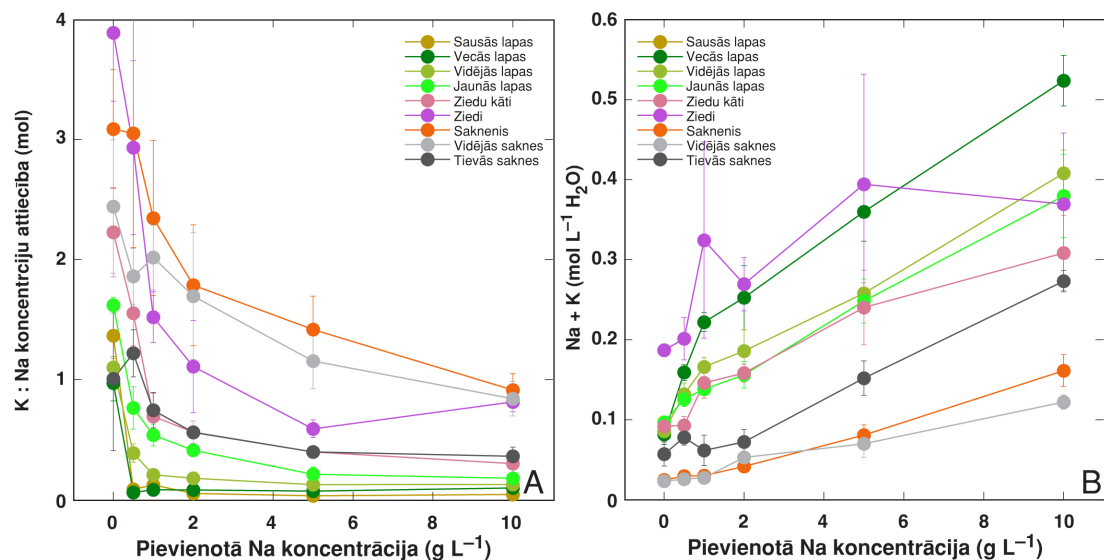 K : Na koncentrciju attiecība (mol)
4
3
2
1
0
Sausās lapas
Vecās lapas
Vidējās lapas
Jaunās lapas
Ziedu kāti
Ziedi
Saknenis
Vidējās saknes
Tievās saknes
A
0 2 4 6 8 10
Pievienotā Na koncentrācija (g L⁻¹)
Na + K (mol L⁻¹ H₂O)
0.6
0.5
0.4
0.3
0.2
0.1
0
Sausās lapas
Vecās lapas
Vidējās lapas
Jaunās lapas
Ziedu kāti
Ziedi
Saknenis
Vidējās saknes
Tievās saknes
B
0 2 4 6 8 10
Pievienotā Na koncentrācija (g L⁻¹)